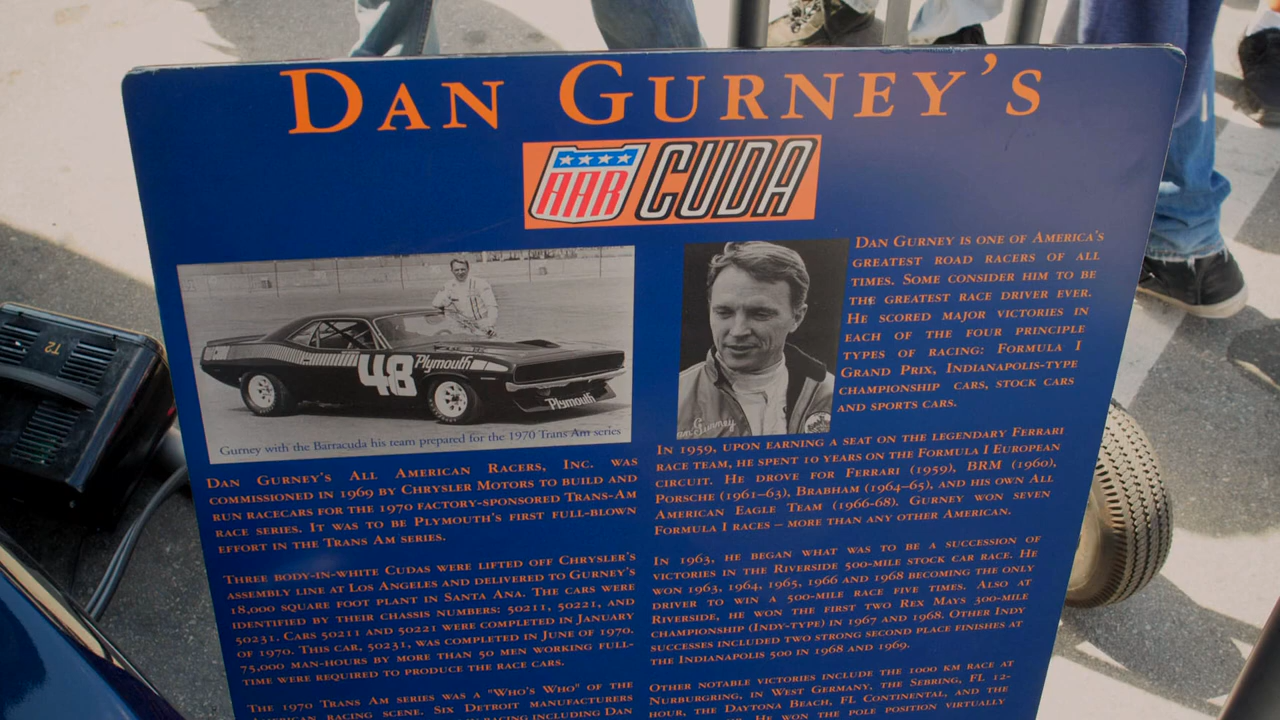 DAN GURNEY'S
AAR CUDA
48 Plymouth
Plymouth
Gurney with the Barracuda his team prepared for the 1970 Trans Am series
DAN GURNEY'S ALL AMERICAN RACERS, INC. WAS
COMMISSIONED IN 1969 BY CHRYSLER MOTORS TO BUILD AND
RUN RACECARS FOR THE 1970 FACTORY-SPONSORED TRANS-AM
RACE SERIES. IT WAS TO BE PLYMOUTH'S FIRST FULL-BLOWN
EFFORT IN THE TRANS AM SERIES.
THREE BODY-IN-WHITE CUDAS WERE LIFTED OFF CHRYSLER'S
ASSEMBLY LINE AT LOS ANGELES AND DELIVERED TO GURNEY'S
18,000 SQUARE FOOT PLANT IN SANTA ANA. THE CARS WERE
IDENTIFIED BY THEIR CHASSIS NUMBERS: 50211, 50221, AND
50231. CARS 50211 AND 50221 WERE COMPLETED IN JANUARY
OF 1970. THIS CAR, 50231, WAS COMPLETED IN JUNE OF 1970.
75,000 MAN-HOURS BY MORE THAN 50 MEN WORKING FULL-
TIME WERE REQUIRED TO PRODUCE THE RACE CARS.
THE 1970 TRANS AM SERIES WAS A "WHO'S WHO" OF THE
AMERICAN RACING SCENE. SIX DETROIT MANUFACTURERS
RACING INCLUDING DAN
DAN GURNEY IS ONE OF AMERICA'S
GREATEST ROAD RACERS OF ALL
TIMES. SOME CONSIDER HIM TO BE
THE GREATEST RACE DRIVER EVER.
HE SCORED MAJOR VICTORIES IN
EACH OF THE FOUR PRINCIPLE
TYPES OF RACING: FORMULA I
GRAND PRIX, INDIANAPOLIS-TYPE
CHAMPIONSHIP CARS, STOCK CARS
AND SPORTS CARS.
Gurney
IN 1959, UPON EARNING A SEAT ON THE LEGENDARY FERRARI
RACE TEAM, HE SPENT 10 YEARS ON THE FORMULA I EUROPEAN
CIRCUIT. HE DROVE FOR FERRARI (1959), BRM (1960),
PORSCHE (1961–63), BRABHAM (1964–65), AND HIS OWN ALL
AMERICAN EAGLE TEAM (1966-68). GURNEY WON SEVEN
FORMULA I RACES – MORE THAN ANY OTHER AMERICAN.
IN 1963, HE BEGAN WHAT WAS TO BE A SUCCESSION OF
VICTORIES IN THE RIVERSIDE 500-MILE STOCK CAR RACE. HE
WON 1963, 1964, 1965, 1966 AND 1968 BECOMING THE ONLY
DRIVER TO WIN A 500-MILE RACE FIVE TIMES. ALSO AT
RIVERSIDE, HE WON THE FIRST TWO REX MAYS 300-MILE
CHAMPIONSHIP (INDY-TYPE) IN 1967 AND 1968. OTHER INDY
SUCCESSES INCLUDED TWO STRONG SECOND PLACE FINISHES AT
THE INDIANAPOLIS 500 IN 1968 AND 1969.
OTHER NOTABLE VICTORIES INCLUDE THE 1000 KM RACE AT
NURBURGRING, IN WEST GERMANY, THE SEBRING, FL 12-
HOUR, THE DAYTONA BEACH, FL CONTINENTAL, AND THE
HE WON THE POLE POSITION VIRTUALLY
T2